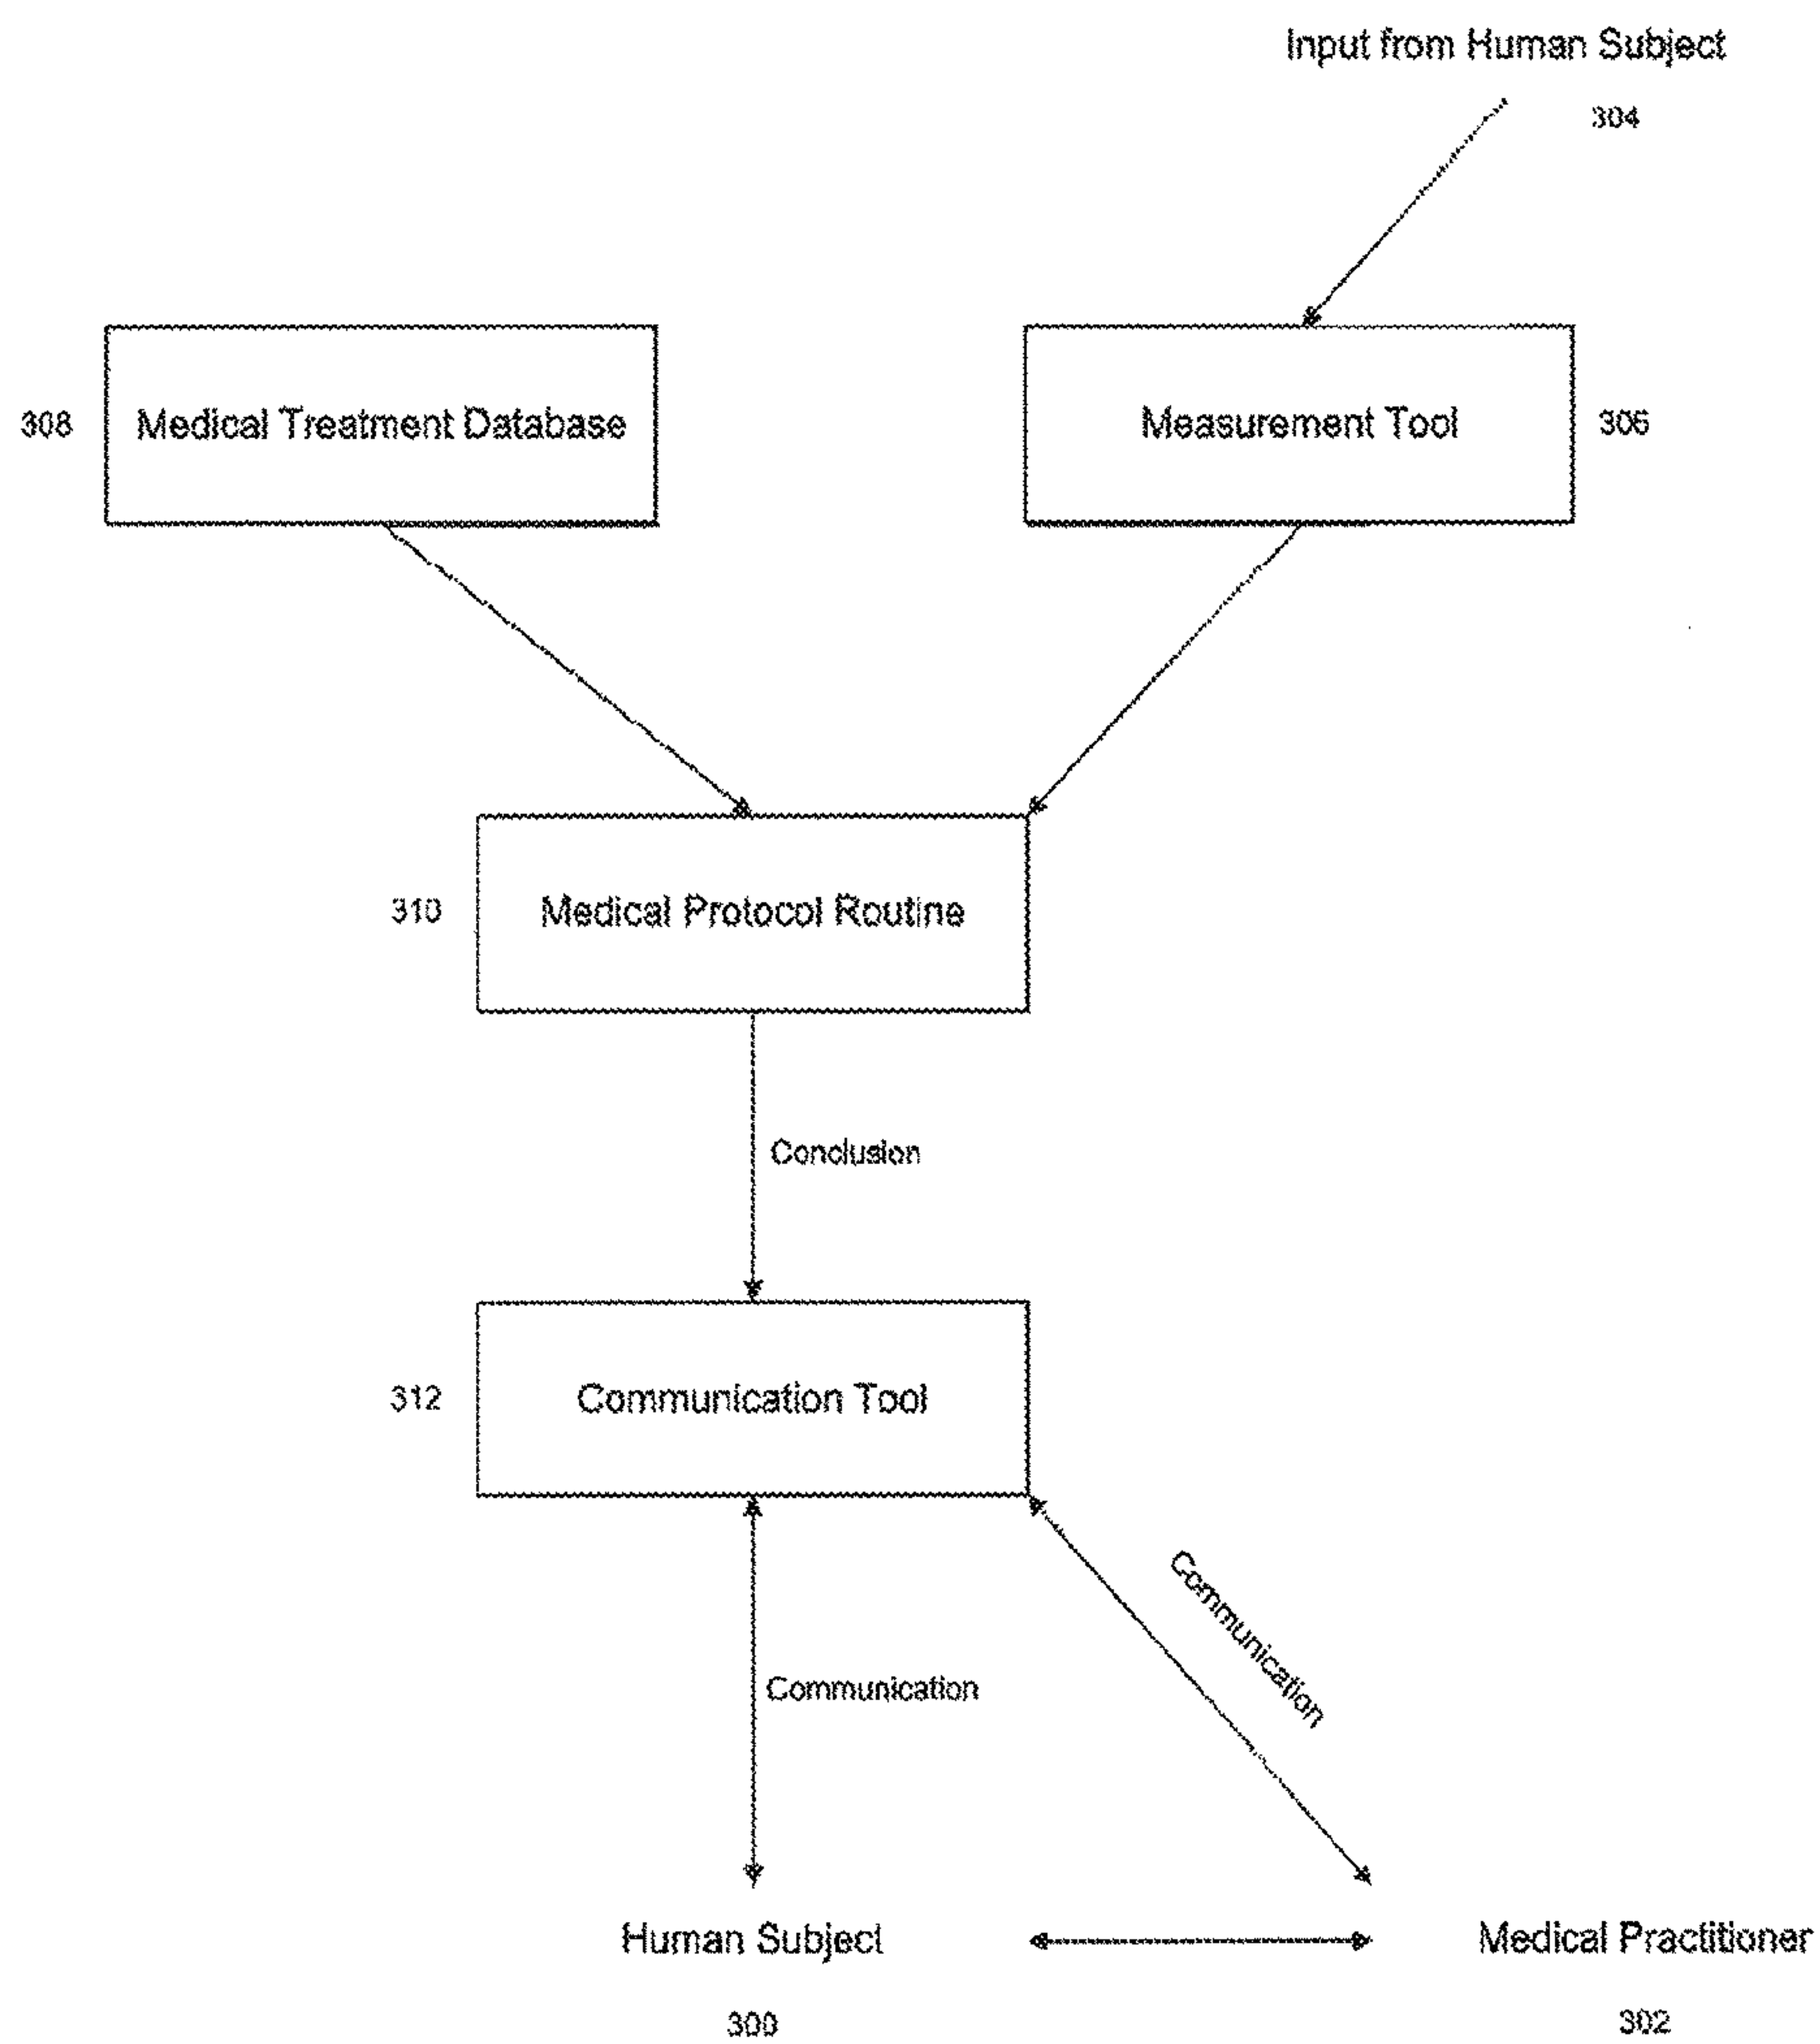 Input from Human Subject
304
308
Medical Treatment Database
Measurement Tool
306
310
Medical Protocol Routine
Conclusion
312
Communication Tool
Communication
Communication
Human Subject
Medical Practitioner
300
302